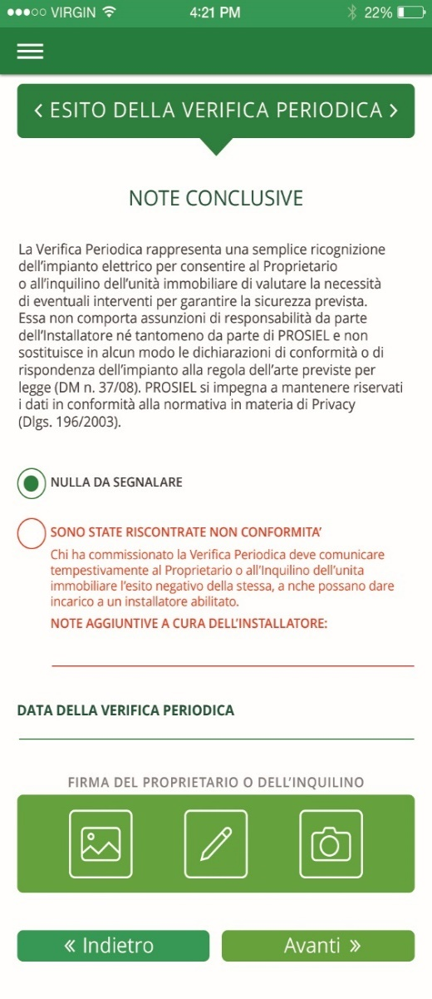 VIRGIN 4:21 PM 22%
< ESITO DELLA VERIFICA PERIODICA >
NOTE CONCLUSIVE
La Verifica Periodica rappresenta una semplice ricognizione
dell'impianto elettrico per consentire al Proprietario
o all'inquilino dell'unità immobiliare di valutare la necessità
di eventuali interventi per garantire la sicurezza prevista.
Essa non comporta assunzioni di responsabilità da parte
dell'Installatore né tantomeno da parte di PROSIEL e non
sostituisce in alcun modo le dichiarazioni di conformità o di
rispondenza dell'impianto alla regola dell'arte previste per
legge (DM n. 37/08). PROSIEL si impegna a mantenere riservati
i dati in conformità alla normativa in materia di Privacy
(Dlgs. 196/2003).
NULLA DA SEGNALARE
SONO STATE RISCONTRATE NON CONFORMITA'
Chi ha commissionato la Verifica Periodica deve comunicare
tempestivamente al Proprietario o all'Inquilino dell'unita
immobiliare l'esito negativo della stessa, a nche possano dare
incarico a un installatore abilitato.
NOTE AGGIUNTIVE A CURA DELL'INSTALLATORE:
DATA DELLA VERIFICA PERIODICA
FIRMA DEL PROPRIETARIO O DELL'INQUILINO
« Indietro
Avanti »